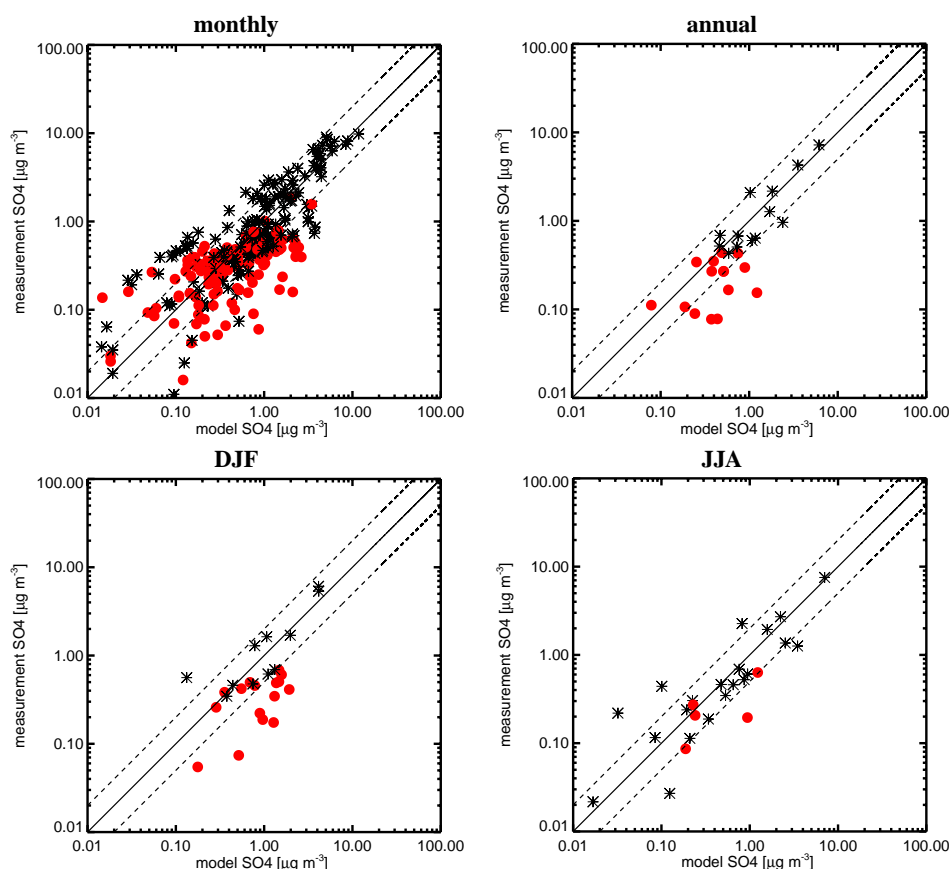 monthly
100.00
10.00
1.00
0.10
0.01
measurement SO4 [µg m⁻³]
0.01 0.10 1.00 10.00 100.00
model SO4 [µg m⁻³]
annual
100.00
10.00
1.00
0.10
0.01
measurement SO4 [µg m⁻³]
0.01 0.10 1.00 10.00 100.00
model SO4 [µg m⁻³]
DJF
100.00
10.00
1.00
0.10
0.01
measurement SO4 [µg m⁻³]
0.01 0.10 1.00 10.00 100.00
model SO4 [µg m⁻³]
JJA
100.00
10.00
1.00
0.10
0.01
measurement SO4 [µg m⁻³]
0.01 0.10 1.00 10.00 100.00
model SO4 [µg m⁻³]